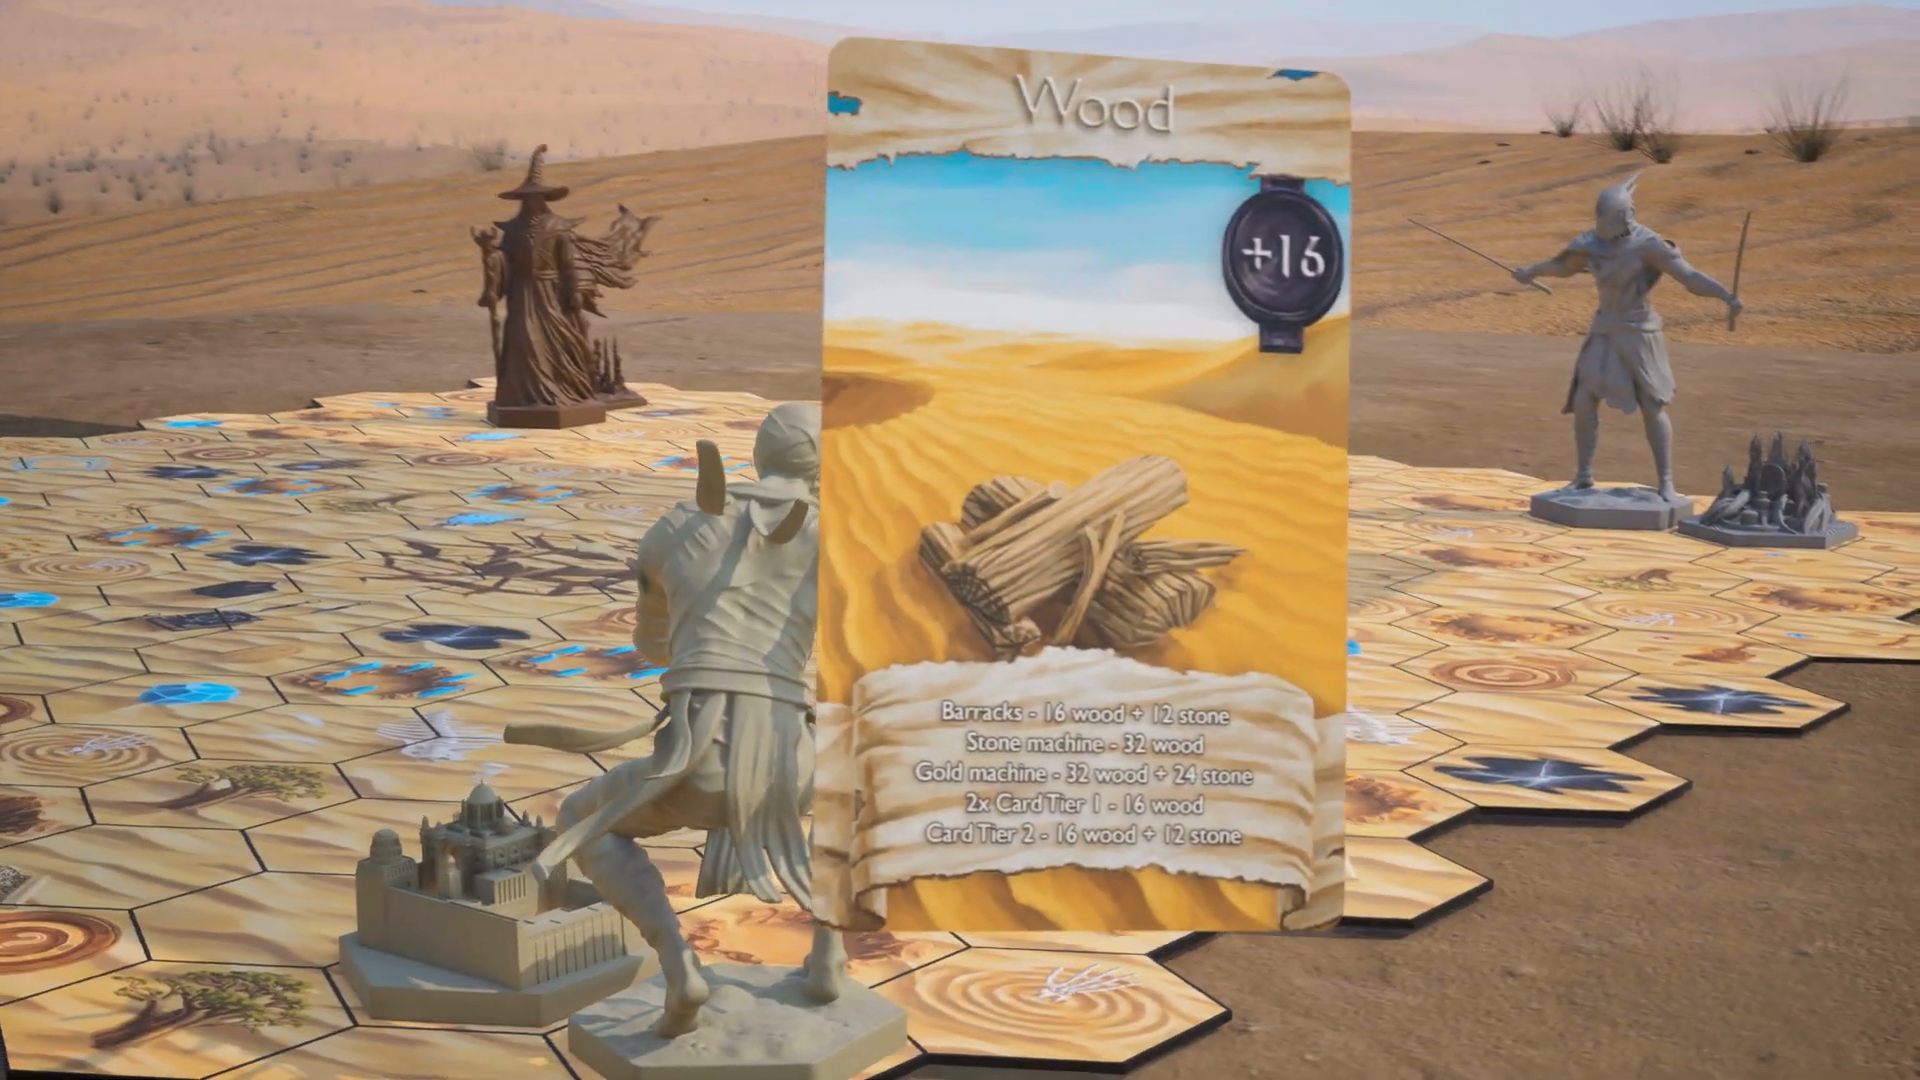 Wood
+16
Barracks - 16 wood + 12 stone
Stone machine - 32 wood
Gold machine - 32 wood + 24 stone
2x Card Tier 1 - 16 wood
Card Tier 2 - 16 wood + 12 stone